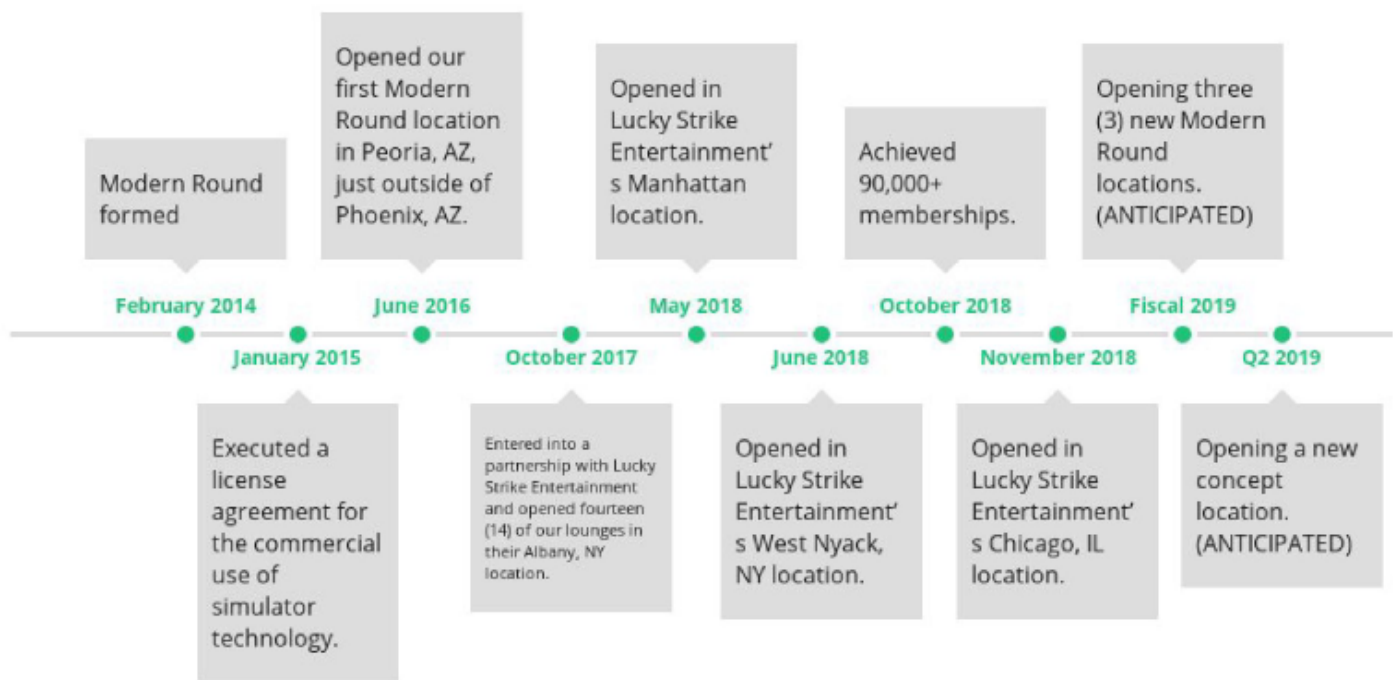 Modern Round
formed
February 2014
Executed a
license
agreement for
the commercial
use of
simulator
technology.
January 2015
Opened our
first Modern
Round location
in Peoria, AZ,
just outside of
Phoenix, AZ.
June 2016
October 2017
Entered into a
partnership with Lucky
Strike Entertainment
and opened fourteen
(14) of our lounges in
their Albany, NY
location.
Opened in
Lucky Strike
Entertainment’
s Manhattan
location.
May 2018
June 2018
Opened in
Lucky Strike
Entertainment’
s West Nyack,
NY location.
Achieved
90,000+
memberships.
October 2018
November 2018
Opened in
Lucky Strike
Entertainment’
s Chicago, IL
location.
Opening three
(3) new Modern
Round
locations.
(ANTICIPATED)
Fiscal 2019
Q2 2019
Opening a new
concept
location.
(ANTICIPATED)